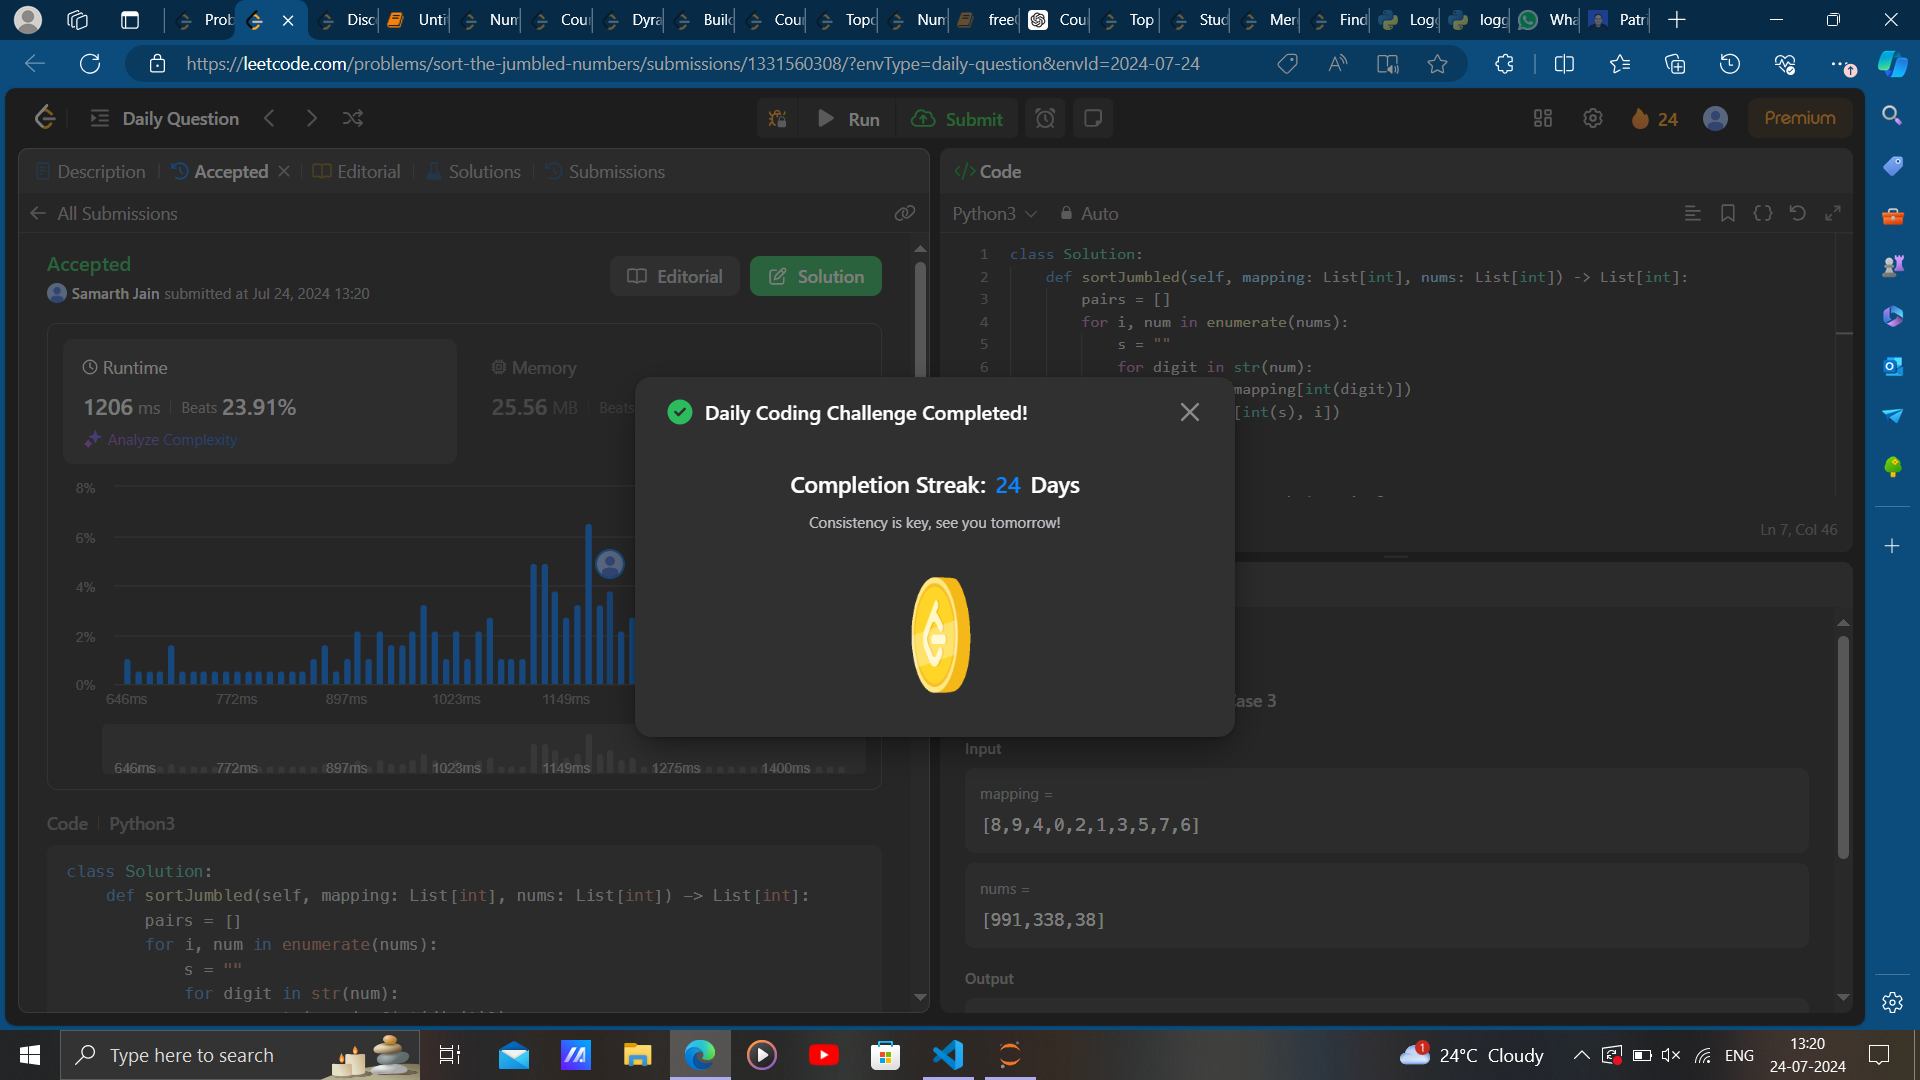 Prob
Disc
Unti
Num
Cour
Dyra
Build
Cour
Topo
Num
free
Cou
Top
Stud
Mer
Find
Logg
logg
Wha
Patri
https://leetcode.com/problems/sort-the-jumbled-numbers/submissions/1331560308/?envType=daily-question&envId=2024-07-24
Daily Question
Run
Submit
24
Premium
Description
Accepted
Editorial
Solutions
Submissions
All Submissions
Accepted
Samarth Jain submitted at Jul 24, 2024 13:20
Editorial
Solution
Runtime
1206 ms
Beats 23.91%
Analyze Complexity
Memory
25.56 MB
Beats
8%
6%
4%
2%
0%
646ms 772ms 897ms 1023ms 1149ms
646ms 772ms 897ms 1023ms 1149ms 1275ms 1400ms
Code
Python3
class Solution:
def sortJumbled(self, mapping: List[int], nums: List[int]) -> List[int]:
pairs = []
for i, num in enumerate(nums):
s = ""
for digit in str(num):
Daily Coding Challenge Completed!
Completion Streak: 24 Days
Consistency is key, see you tomorrow!
Code
Python3
Auto
1 class Solution:
2 def sortJumbled(self, mapping: List[int], nums: List[int]) -> List[int]:
3 pairs = []
4 for i, num in enumerate(nums):
5 s = ""
6 for digit in str(num):
mapping[int(digit)])
[int(s), i])
Ln 7, Col 46
ase 3
Input
mapping =
[8,9,4,0,2,1,3,5,7,6]
nums =
[991,338,38]
Output
Type here to search
1
24°C Cloudy
ENG
13:20
24-07-2024